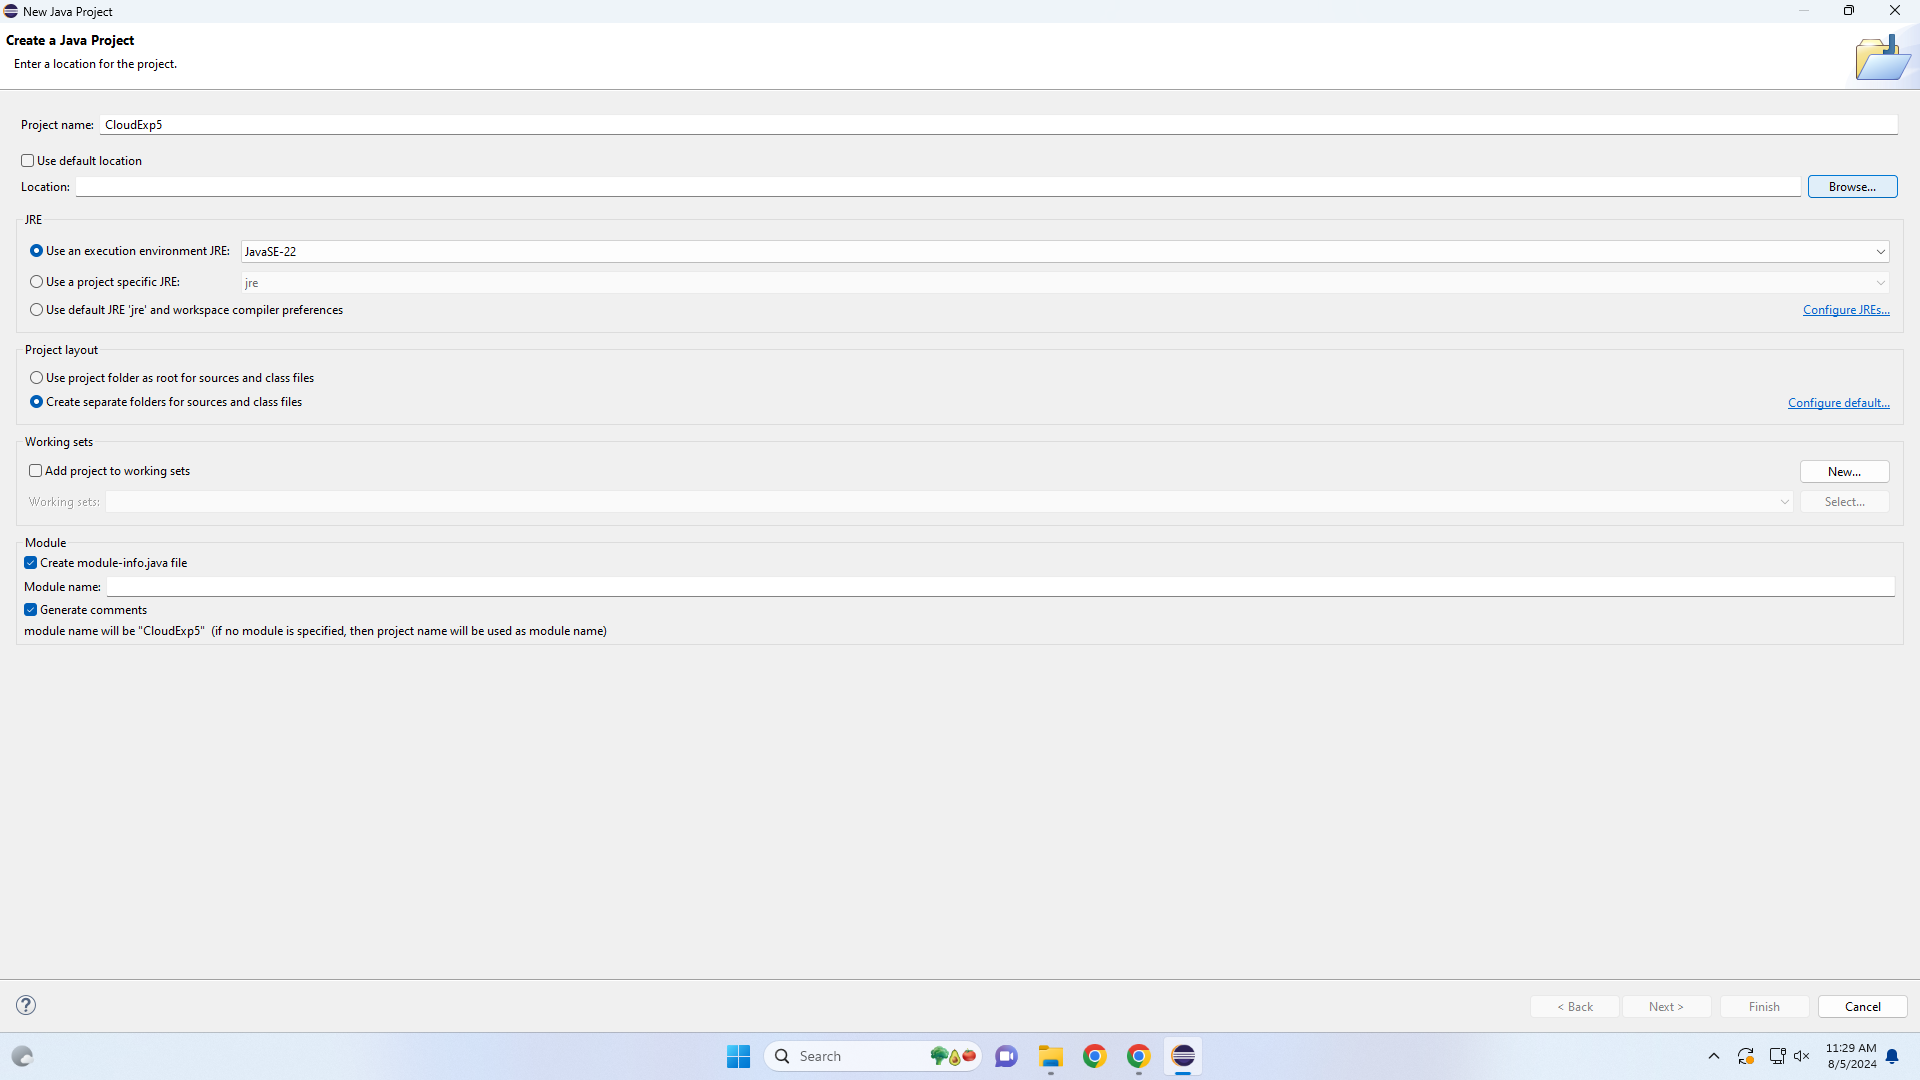 New Java Project
Create a Java Project
Enter a location for the project.
Project name: CloudExp5
Use default location
Location: Browse...
JRE
Use an execution environment JRE: JavaSE-22
Use a project specific JRE: jre
Use default JRE 'jre' and workspace compiler preferences Configure JREs...
Project layout
Use project folder as root for sources and class files
Create separate folders for sources and class files Configure default...
Working sets
Add project to working sets New...
Working sets: Select...
Module
Create module-info.java file
Module name:
Generate comments
module name will be "CloudExp5" (if no module is specified, then project name will be used as module name)
? < Back Next > Finish Cancel
Search 11:29 AM
8/5/2024